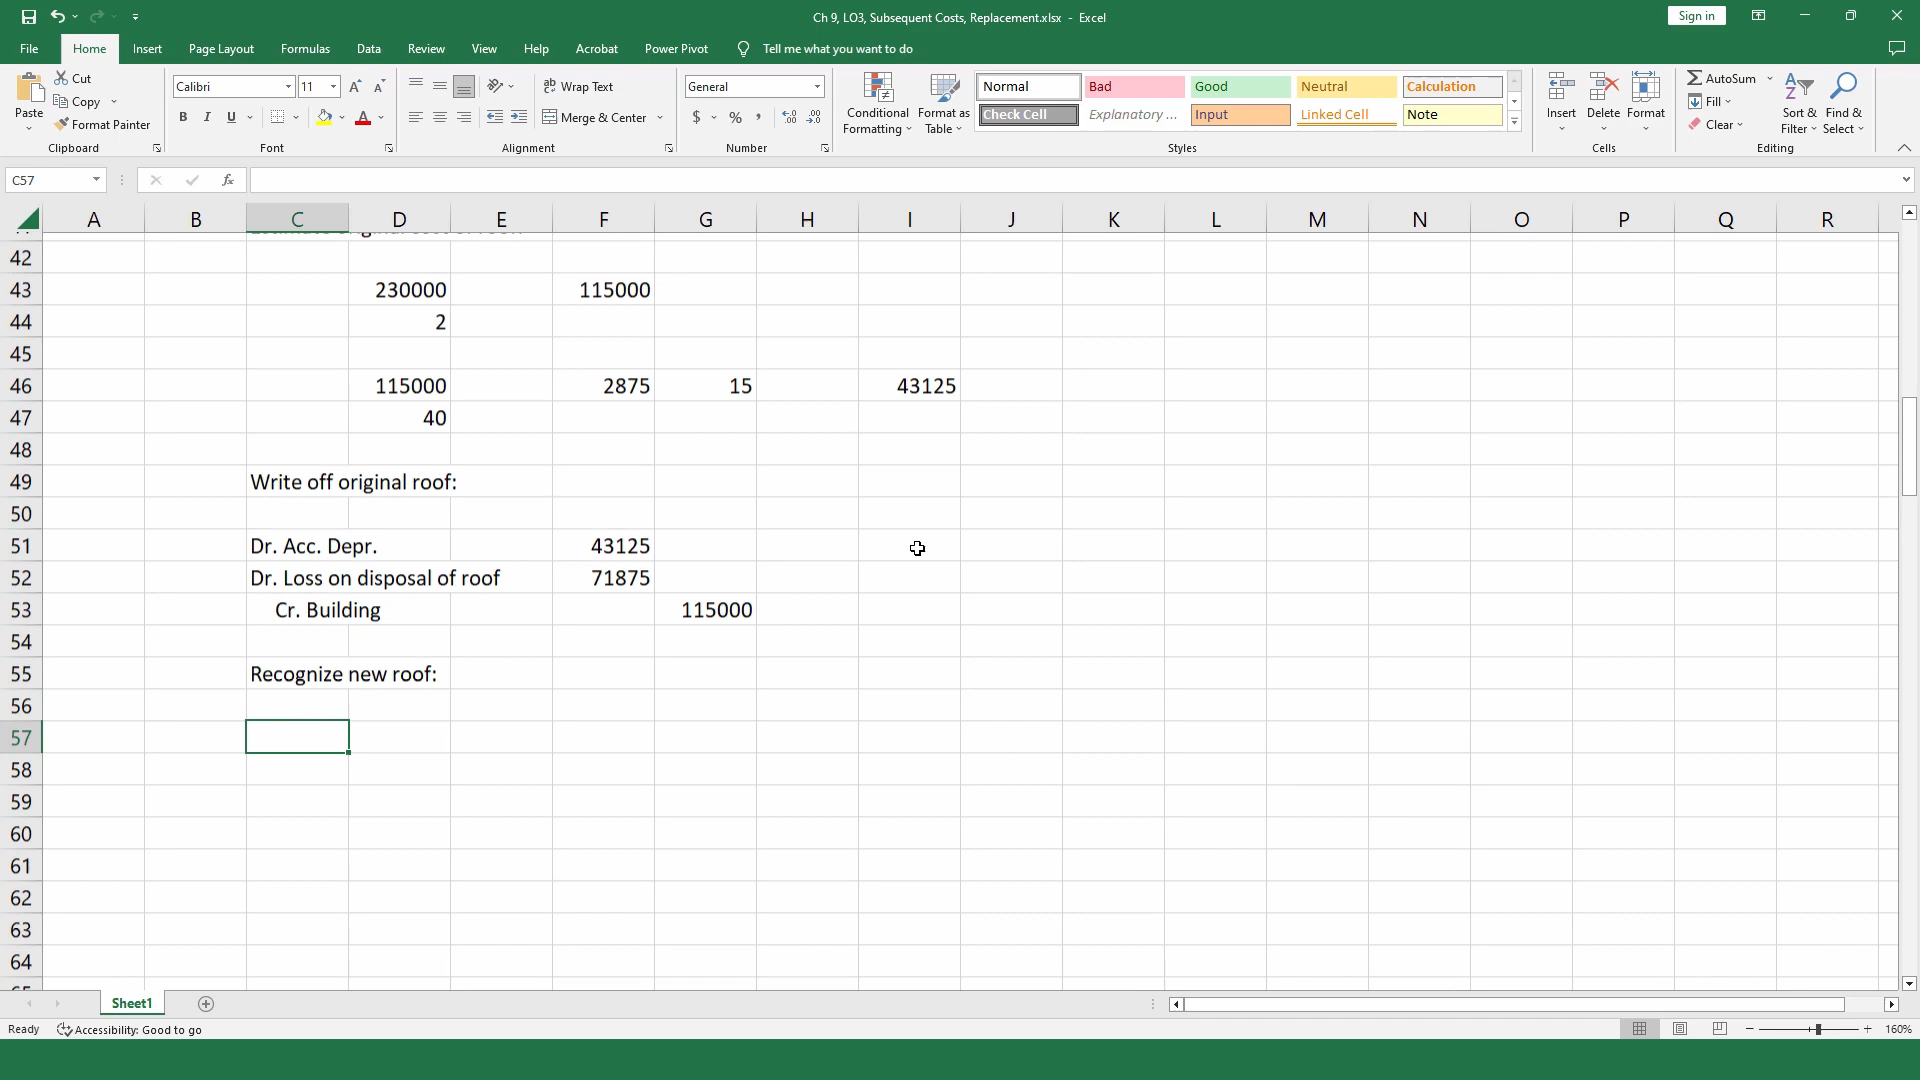 Ch 9, LO3, Subsequent Costs, Replacement.xlsx - Excel
Sign in
File Home Insert Page Layout Formulas Data Review View Help Acrobat Power Pivot Tell me what you want to do
Paste
Cut
Copy
Format Painter
Clipboard
Calibri 11
B I U
Font
Wrap Text
Merge & Center
Alignment
General
$ % ,
Number
Conditional Formatting
Format as Table
Normal Bad Good Neutral Calculation
Check Cell Explanatory ... Input Linked Cell Note
Styles
Insert Delete Format
Cells
AutoSum
Fill
Clear
Sort & Filter
Find & Select
Editing
C57 fx
A B C D E F G H I J K L M N O P Q R
42
43 230000 115000
44 2
45
46 115000 2875 15 43125
47 40
48
49 Write off original roof:
50
51 Dr. Acc. Depr. 43125
52 Dr. Loss on disposal of roof 71875
53 Cr. Building 115000
54
55 Recognize new roof:
56
57
58
59
60
61
62
63
64
Sheet1
Ready Accessibility: Good to go 160%